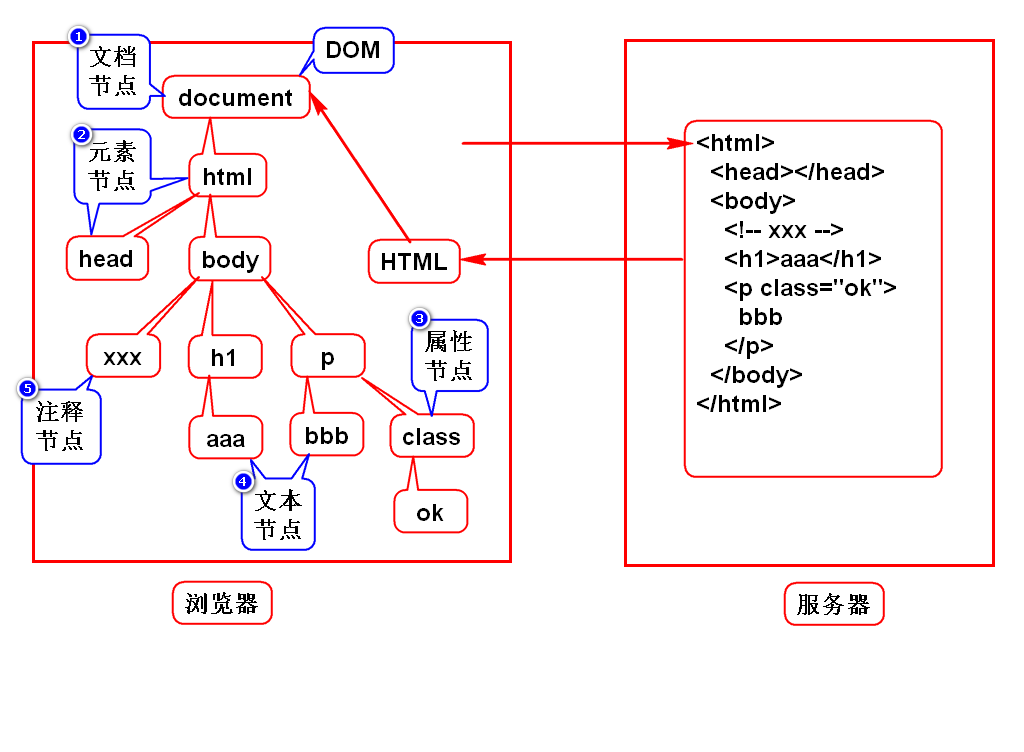 1
文档
节点
DOM
document
2
元素
节点
html
head
body
HTML
xxx
h1
p
3
属性
节点
5
注释
节点
aaa
bbb
class
4
文本
节点
ok
浏览器
<html>
<head></head>
<body>
<!-- xxx -->
<h1>aaa</h1>
<p class="ok">
bbb
</p>
</body>
</html>
服务器